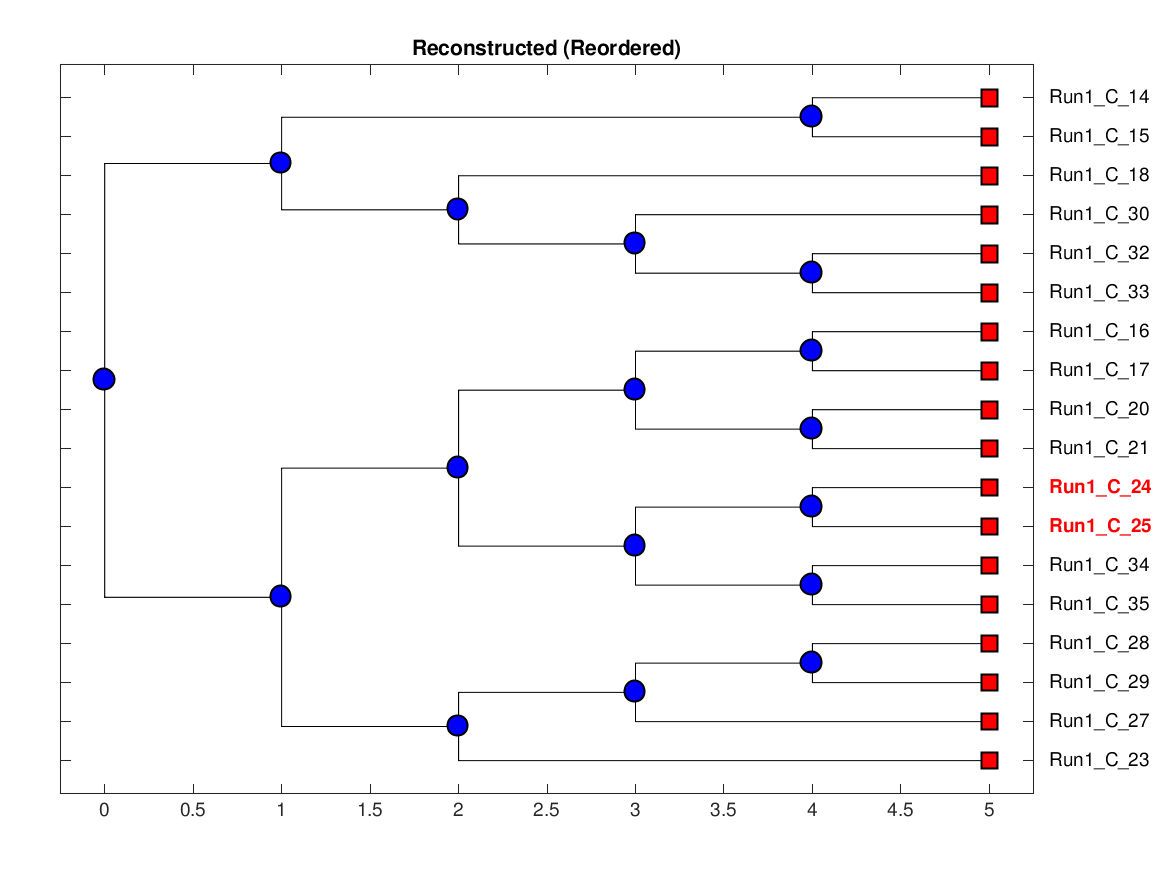 Reconstructed (Reordered)
Run1_C_14
Run1_C_15
Run1_C_18
Run1_C_30
Run1_C_32
Run1_C_33
Run1_C_16
Run1_C_17
Run1_C_20
Run1_C_21
Run1_C_24
Run1_C_25
Run1_C_34
Run1_C_35
Run1_C_28
Run1_C_29
Run1_C_27
Run1_C_23
0 0.5 1 1.5 2 2.5 3 3.5 4 4.5 5